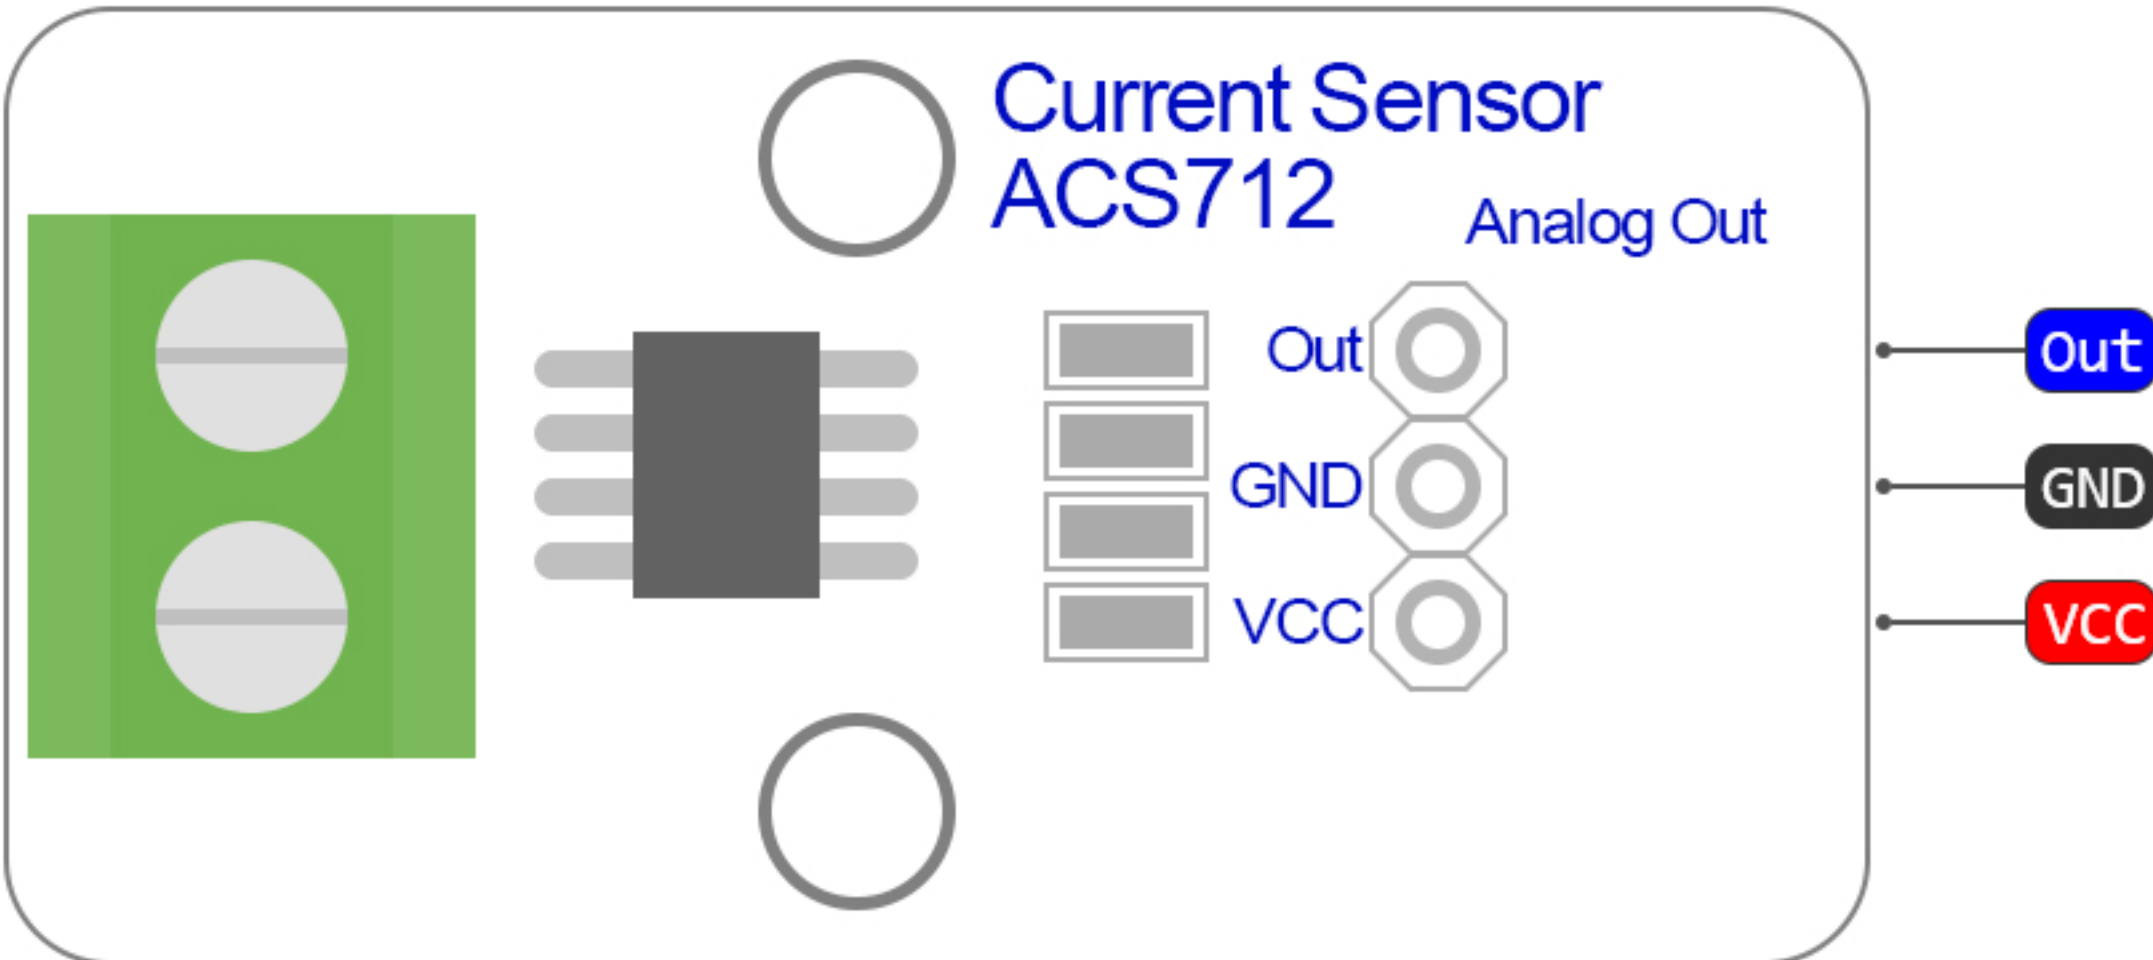 Current Sensor
ACS712
Analog Out
Out
GND
VCC
Out
GND
VCC